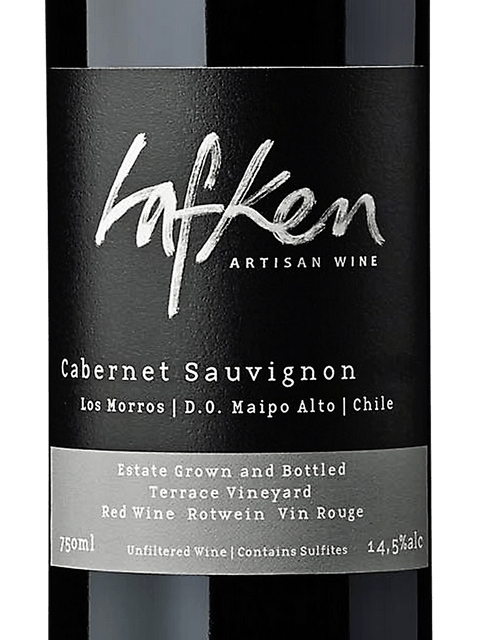 Lafken
ARTISAN WINE
Cabernet Sauvignon
Los Morros | D.O. Maipo Alto | Chile
Estate Grown and Bottled
Terrace Vineyard
Red Wine Rotwein Vin Rouge
750ml Unfiltered Wine | Contains Sulfites 14,5%alc